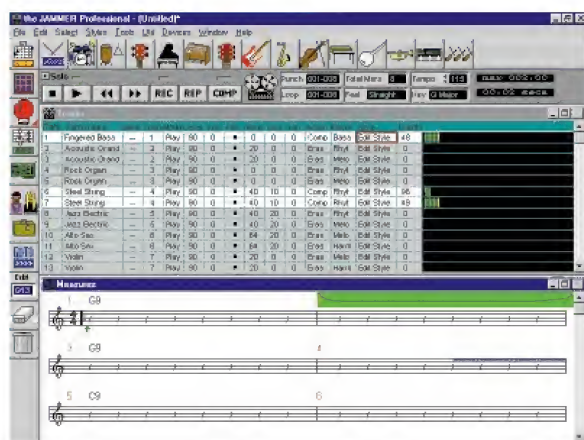 the JAMMER Professional - (Untitled)*
File Edit Select Styles Tools Util Devices Window Help
Solo
REC REP COMP
Punch 001-008 Total Msrs 8 Tempo 115
Loop 001-008 Feel Straight Key G Major
Tracks
1 Fingered Bass -- 1 Play 90 0 0 0 0 Comp Bass Edit Style 48
2 Acoustic Grand -- 2 Play 90 0 20 0 0 Eras Rhyt Edit Style 0
3 Acoustic Grand -- 2 Play 90 0 20 0 0 Eras Melo Edit Style 0
4 Rock Organ -- 3 Play 90 0 0 0 0 Eras Rhyt Edit Style 0
5 Rock Organ -- 3 Play 90 0 0 0 0 Eras Melo Edit Style 0
6 Steel String -- 4 Play 90 0 40 10 0 Comp Rhyt Edit Style 96
7 Steel String -- 4 Play 90 0 40 10 0 Comp Rhyt Edit Style 49
8 Jazz Electric -- 5 Play 90 0 40 20 0 Eras Rhyt Edit Style 0
9 Jazz Electric -- 5 Play 90 0 40 20 0 Eras Melo Edit Style 0
10 Alto Sax -- 6 Play 90 0 64 20 0 Eras Melo Edit Style 0
11 Alto Sax -- 6 Play 90 0 64 20 0 Eras Harm Edit Style 0
12 Violin -- 7 Play 90 0 20 0 0 Eras Melo Edit Style 0
13 Violin -- 7 Play 90 0 20 0 0 Eras Harm Edit Style 0
Edit
Measures
1 G9
3 G9
5 C9 6